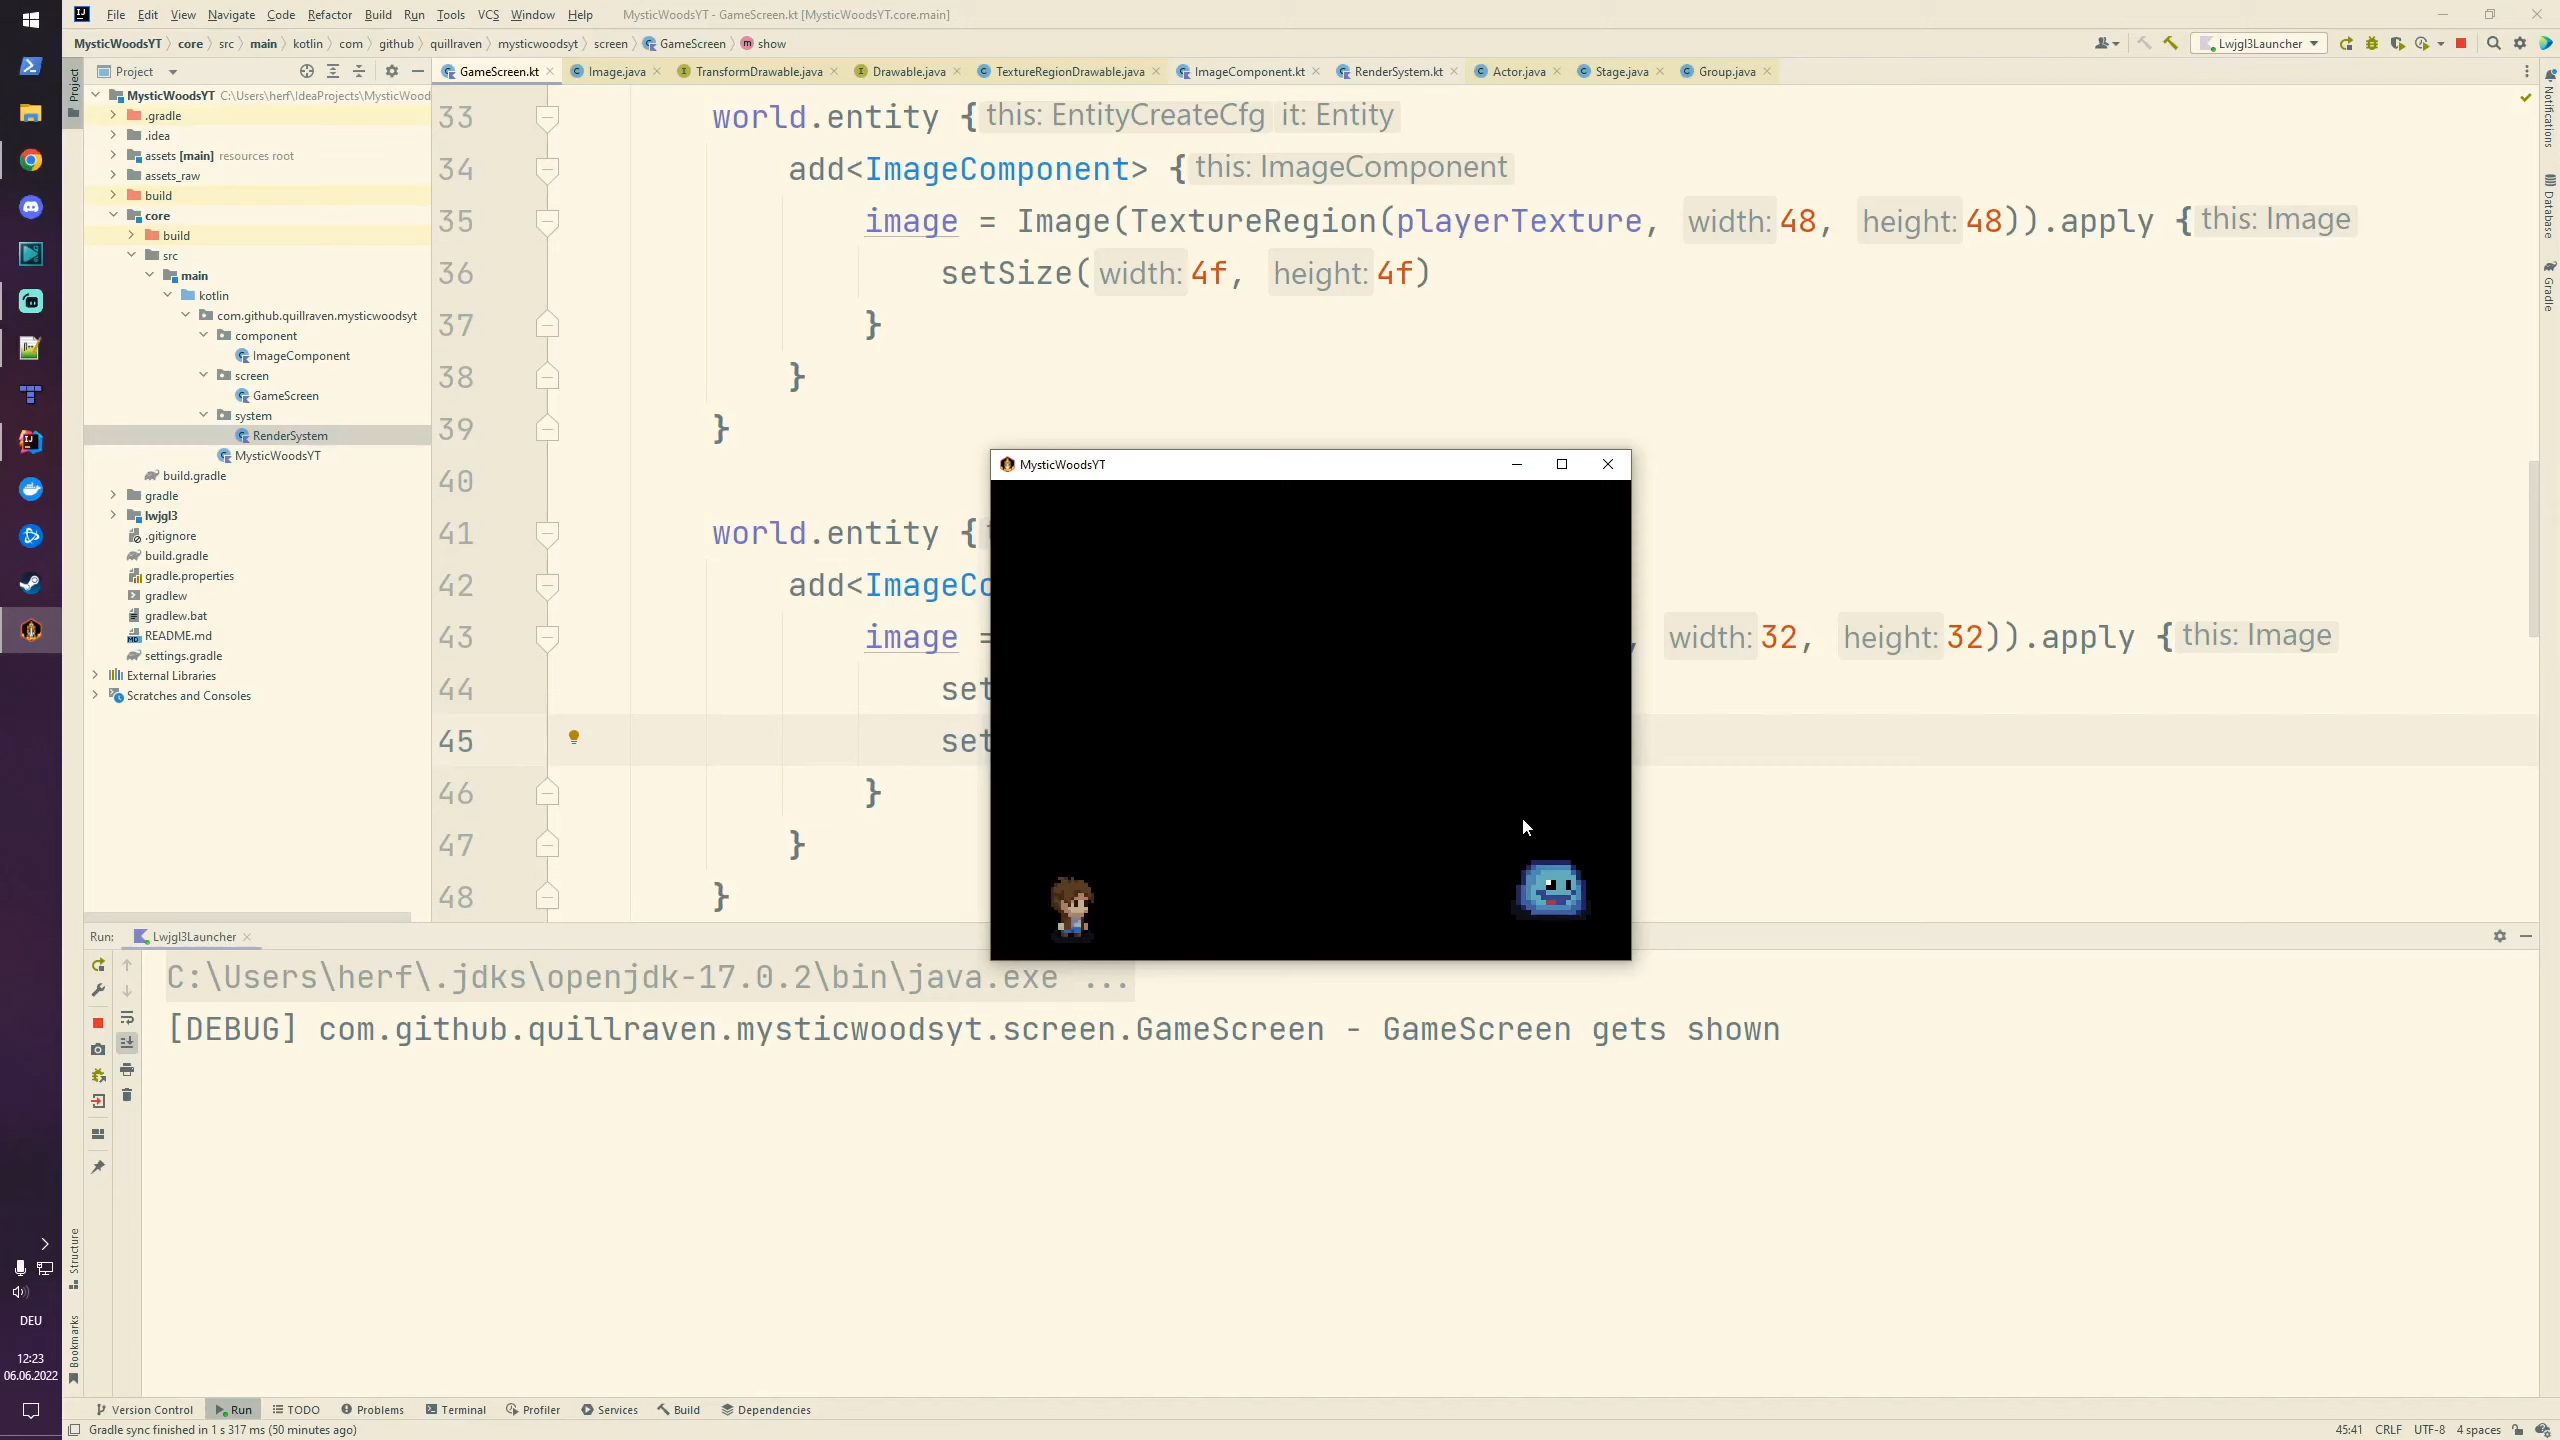 File Edit View Navigate Code Refactor Build Run Tools VCS Window Help MysticWoodsYT - GameScreen.kt [MysticWoodsYT.core.main]
MysticWoodsYT core src main kotlin com github quillraven mysticwoodsyt screen GameScreen show Lwjgl3Launcher
Project
GameScreen.kt Image.java TransformDrawable.java Drawable.java TextureRegionDrawable.java ImageComponent.kt RenderSystem.kt Actor.java Stage.java Group.java
Project
MysticWoodsYT C:\Users\herf\IdeaProjects\MysticWood
.gradle
.idea
assets [main] resources root
assets_raw
build
core
build
src
main
kotlin
com.github.quillraven.mysticwoodsyt
component
ImageComponent
screen
GameScreen
system
RenderSystem
MysticWoodsYT
build.gradle
gradle
lwjgl3
.gitignore
build.gradle
gradle.properties
gradlew
gradlew.bat
README.md
settings.gradle
External Libraries
Scratches and Consoles
33 world.entity { this: EntityCreateCfg it: Entity
34 add<ImageComponent> { this: ImageComponent
35 image = Image(TextureRegion(playerTexture, width: 48, height: 48)).apply { this: Image
36 setSize( width: 4f, height: 4f)
37 }
38 }
39 }
40
41 world.entity {
42 add<ImageCo
43 image = , width: 32, height: 32)).apply { this: Image
44 set
45 set
46 }
47 }
48 }
MysticWoodsYT
Notifications
Database
Gradle
Run: Lwjgl3Launcher
C:\Users\herf\.jdks\openjdk-17.0.2\bin\java.exe ...
[DEBUG] com.github.quillraven.mysticwoodsyt.screen.GameScreen - GameScreen gets shown
Structure
Bookmarks
DEU
12:23
06.06.2022
Version Control Run TODO Problems Terminal Profiler Services Build Dependencies
Gradle sync finished in 1 s 317 ms (50 minutes ago) 45:41 CRLF UTF-8 4 spaces